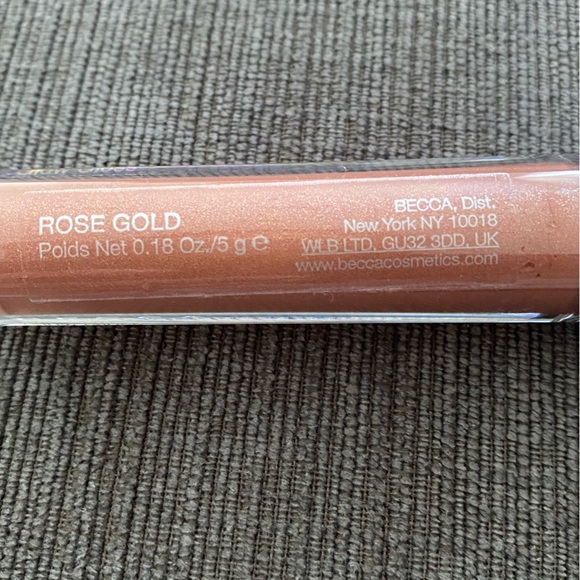 ROSE GOLD
Poids Net 0.18 Oz./5 g e
BECCA, Dist.
New York NY 10018
WLB LTD, GU32 3DD, UK
www.beccacosmetics.com